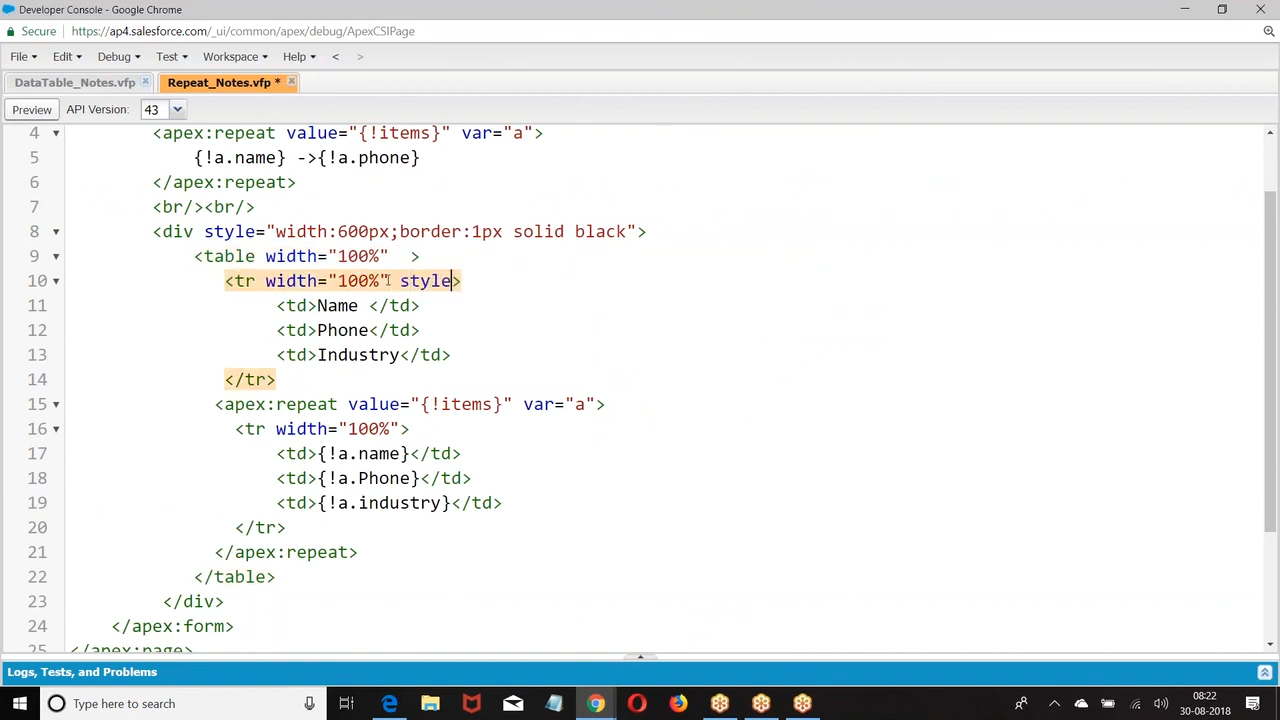 Developer Console - Google Chrome
Secure https://ap4.salesforce.com/_ui/common/apex/debug/ApexCSIPage
File Edit Debug Test Workspace Help < >
DataTable_Notes.vfp Repeat_Notes.vfp *
Preview API Version: 43
4 <apex:repeat value="{!items}" var="a">
5 {!a.name} ->{!a.phone}
6 </apex:repeat>
7 <br/><br/>
8 <div style="width:600px;border:1px solid black">
9 <table width="100%" >
10 <tr width="100%" style>
11 <td>Name </td>
12 <td>Phone</td>
13 <td>Industry</td>
14 </tr>
15 <apex:repeat value="{!items}" var="a">
16 <tr width="100%">
17 <td>{!a.name}</td>
18 <td>{!a.Phone}</td>
19 <td>{!a.industry}</td>
20 </tr>
21 </apex:repeat>
22 </table>
23 </div>
24 </apex:form>
25 </apex:page>
Logs, Tests, and Problems
Type here to search
08:22
30-08-2018